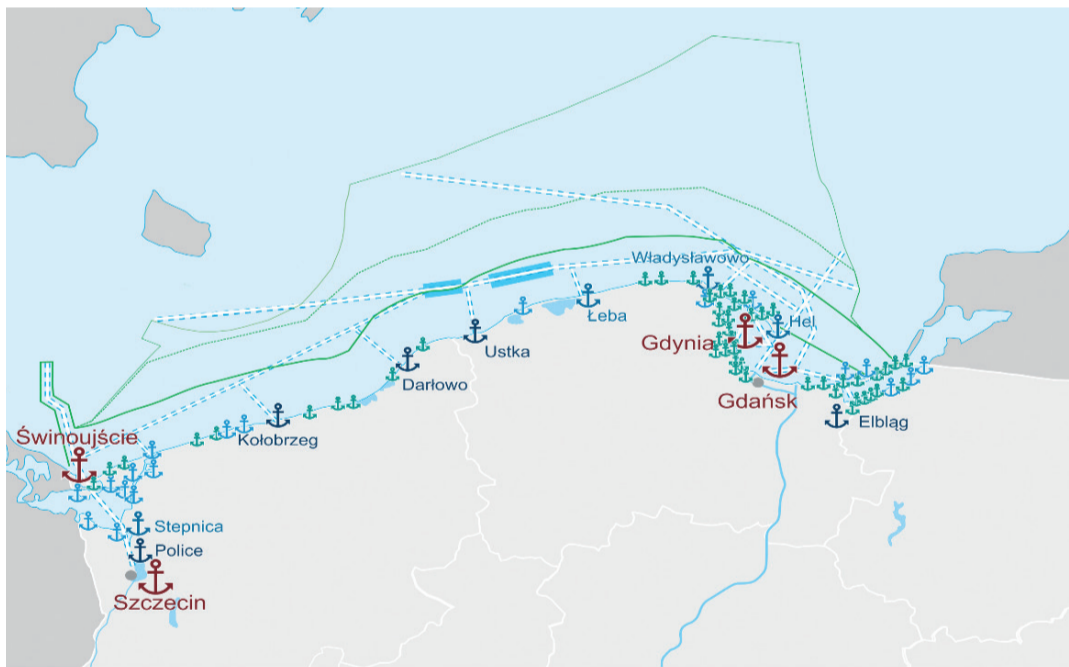 Władysławowo
Łeba
Hel
Ustka
Gdynia
Darłowo
Gdańsk
Kołobrzeg
Elbląg
Świnoujście
Stepnica
Police
Szczecin